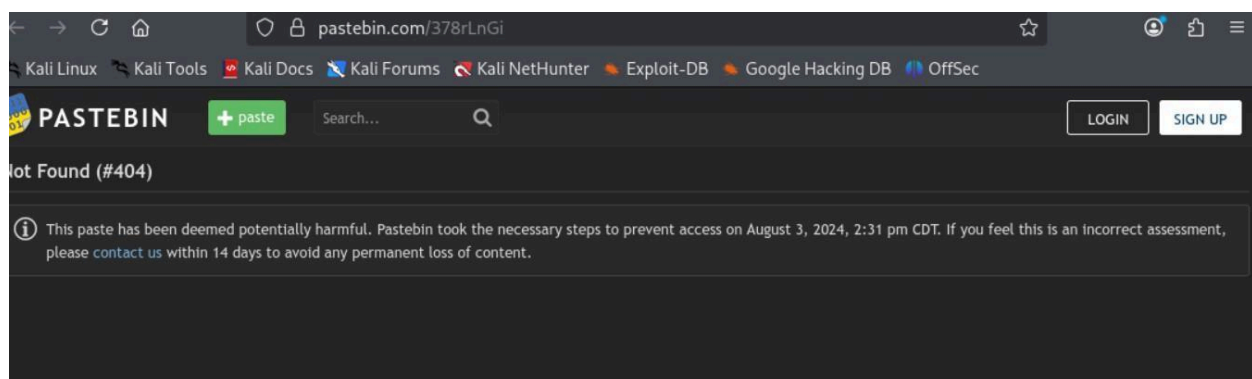 pastebin.com/378rLnGi
Kali Linux Kali Tools Kali Docs Kali Forums Kali NetHunter Exploit-DB Google Hacking DB OffSec
PASTEBIN + paste Search... LOGIN SIGN UP
Not Found (#404)
This paste has been deemed potentially harmful. Pastebin took the necessary steps to prevent access on August 3, 2024, 2:31 pm CDT. If you feel this is an incorrect assessment,
please contact us within 14 days to avoid any permanent loss of content.